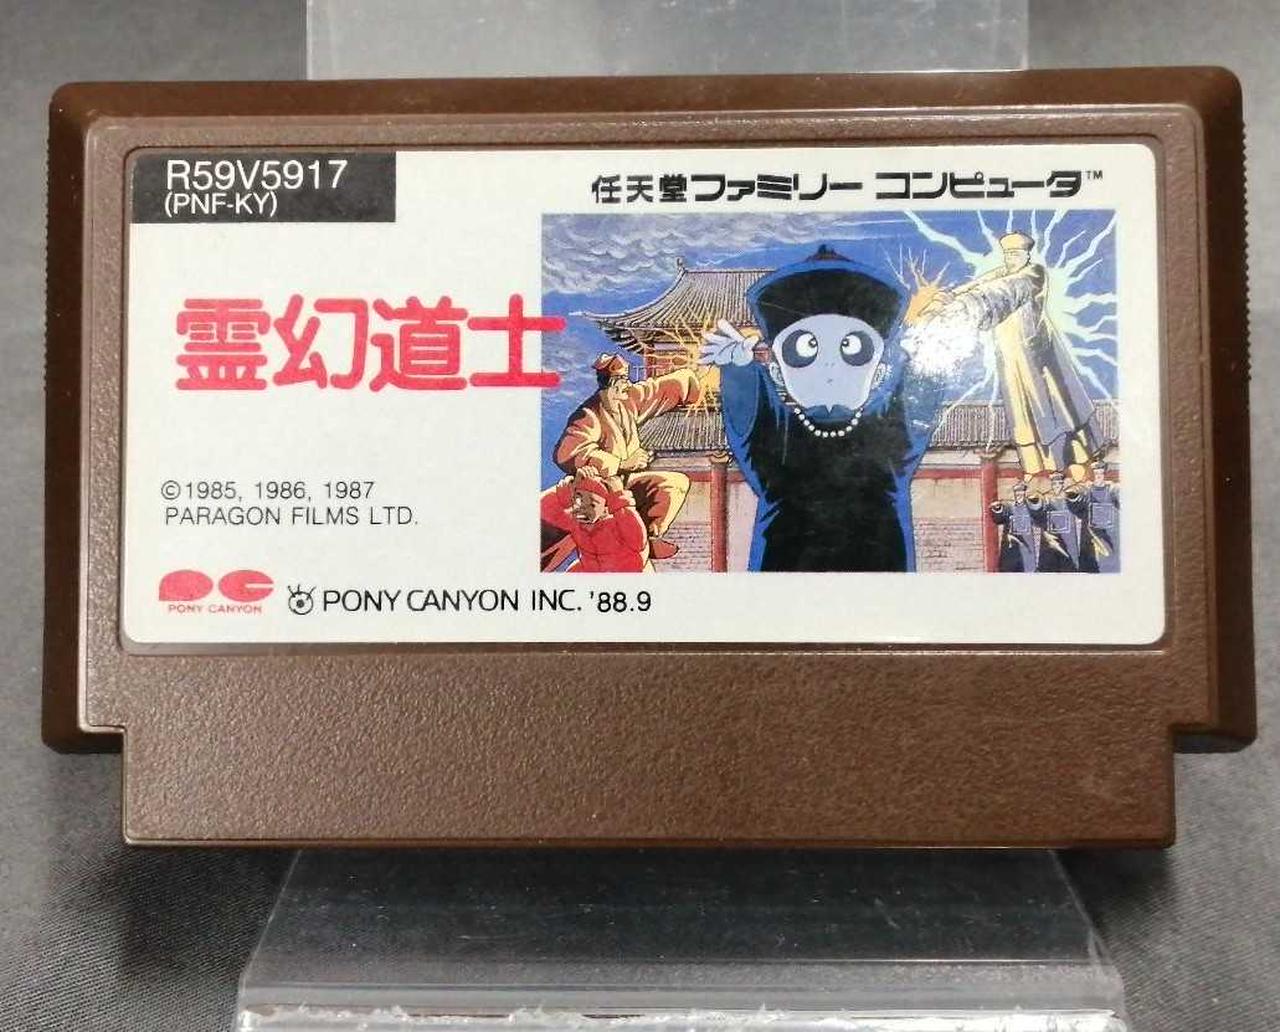 R59V5917
(PNF-KY)
任天堂ファミリー コンピュータ™
霊幻道士
©1985, 1986, 1987
PARAGON FILMS LTD.
PONY CANYON
PONY CANYON INC. '88.9